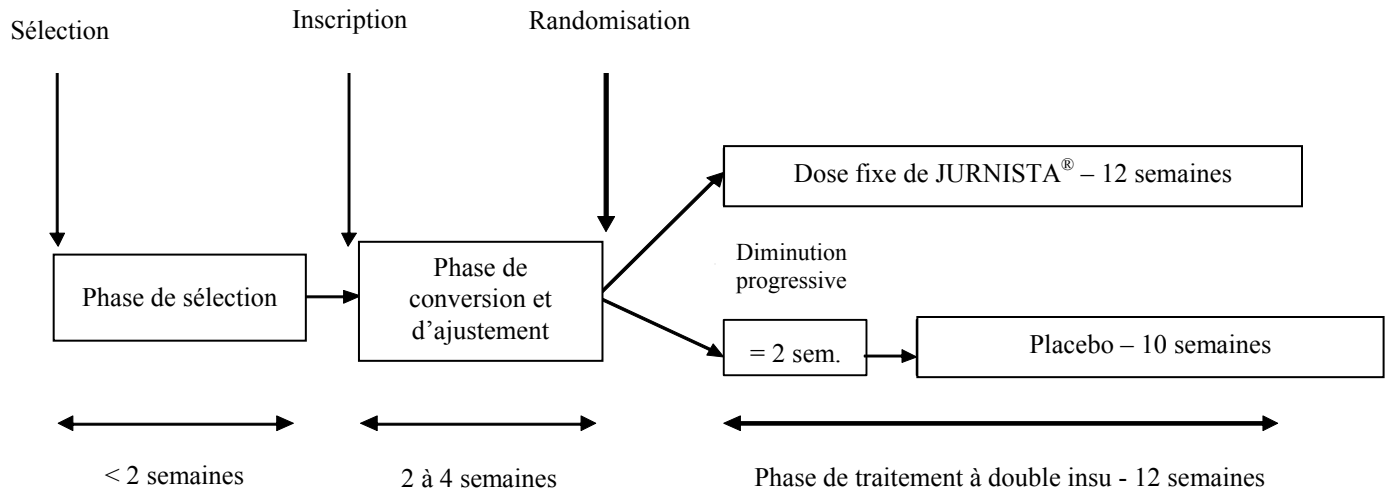 Sélection
Inscription
Randomisation
Dose fixe de JURNISTA® – 12 semaines
Phase de sélection
Phase de
conversion et
d’ajustement
Diminution
progressive
= 2 sem.
Placebo – 10 semaines
< 2 semaines
2 à 4 semaines
Phase de traitement à double insu - 12 semaines